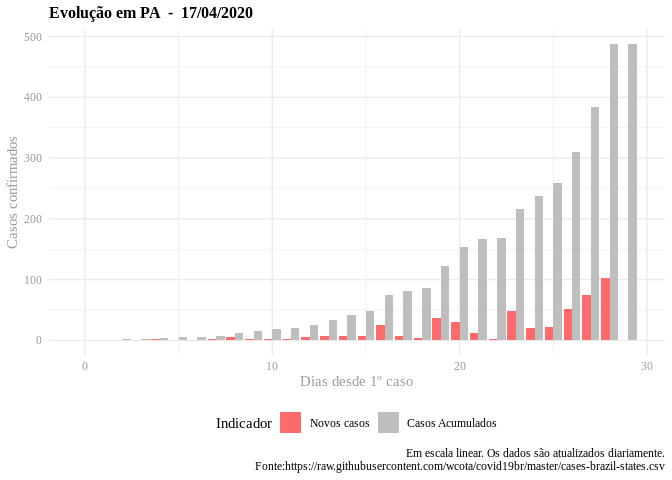 Evolução em PA - 17/04/2020
500
400
300
200
100
0
Casos confirmados
0 10 20 30
Dias desde 1º caso
Indicador Novos casos Casos Acumulados
Em escala linear. Os dados são atualizados diariamente.
Fonte:https://raw.githubusercontent.com/wcota/covid19br/master/cases-brazil-states.csv